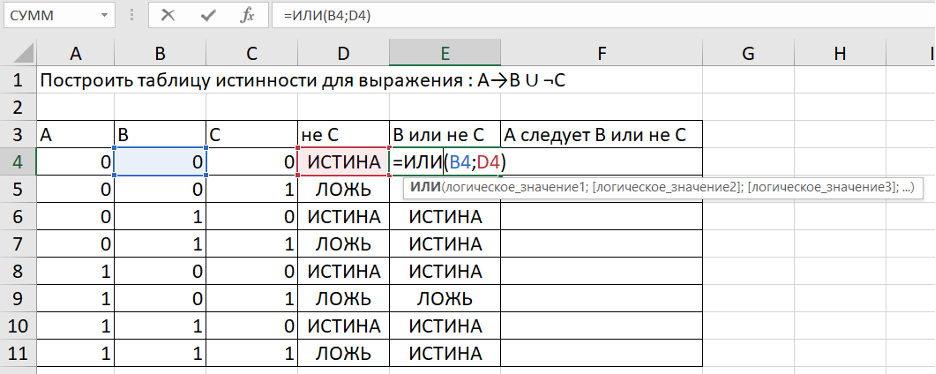 СУММ =ИЛИ(B4;D4)
A B C D E F G H I
1 Построить таблицу истинности для выражения : А→В U ¬С
2
3 А В С не С В или не С А следует В или не С
4 0 0 0 ИСТИНА =ИЛИ(B4;D4)
ИЛИ(логическое_значение1; [логическое_значение2]; [логическое_значение3]; ...)
5 0 0 1 ЛОЖЬ
6 0 1 0 ИСТИНА ИСТИНА
7 0 1 1 ЛОЖЬ ИСТИНА
8 1 0 0 ИСТИНА ИСТИНА
9 1 0 1 ЛОЖЬ ЛОЖЬ
10 1 1 0 ИСТИНА ИСТИНА
11 1 1 1 ЛОЖЬ ИСТИНА